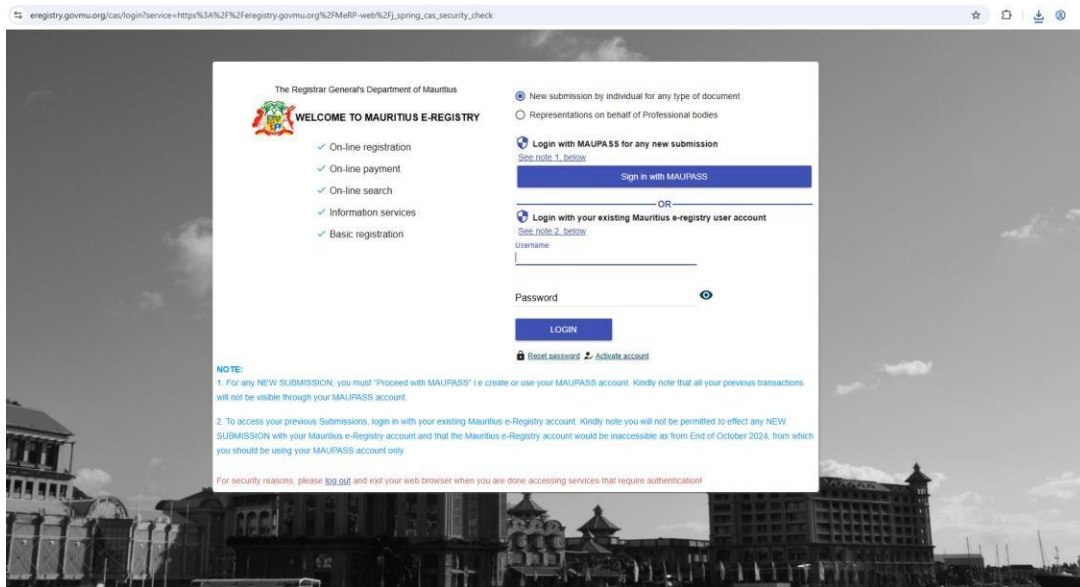 eregistry.govmu.org/cas/login?service=https%3A%2F%2Feregistry.govmu.org%2FMeRP-web%2Fj_spring_cas_security_check
The Registrar General's Department of Mauritius
WELCOME TO MAURITIUS E-REGISTRY
On-line registration
On-line payment
On-line search
Information services
Basic registration
New submission by individual for any type of document
Representations on behalf of Professional bodies
Login with MAUPASS for any new submission
See note 1. below
Sign in with MAUPASS
OR
Login with your existing Mauritius e-registry user account
See note 2. below
Username
Password
LOGIN
Reset password Activate account
NOTE:
1. For any NEW SUBMISSION, you must "Proceed with MAUPASS" i.e create or use your MAUPASS account. Kindly note that all your previous transactions
will not be visible through your MAUPASS account.
2. To access your previous Submissions, login in with your existing Mauritius e-Registry account. Kindly note you will not be permitted to effect any NEW
SUBMISSION with your Mauritius e-Registry account and that the Mauritius e-Registry account would be inaccessible as from End of October 2024, from which
you should be using your MAUPASS account only.
For security reasons, please log out and exit your web browser when you are done accessing services that require authentication!